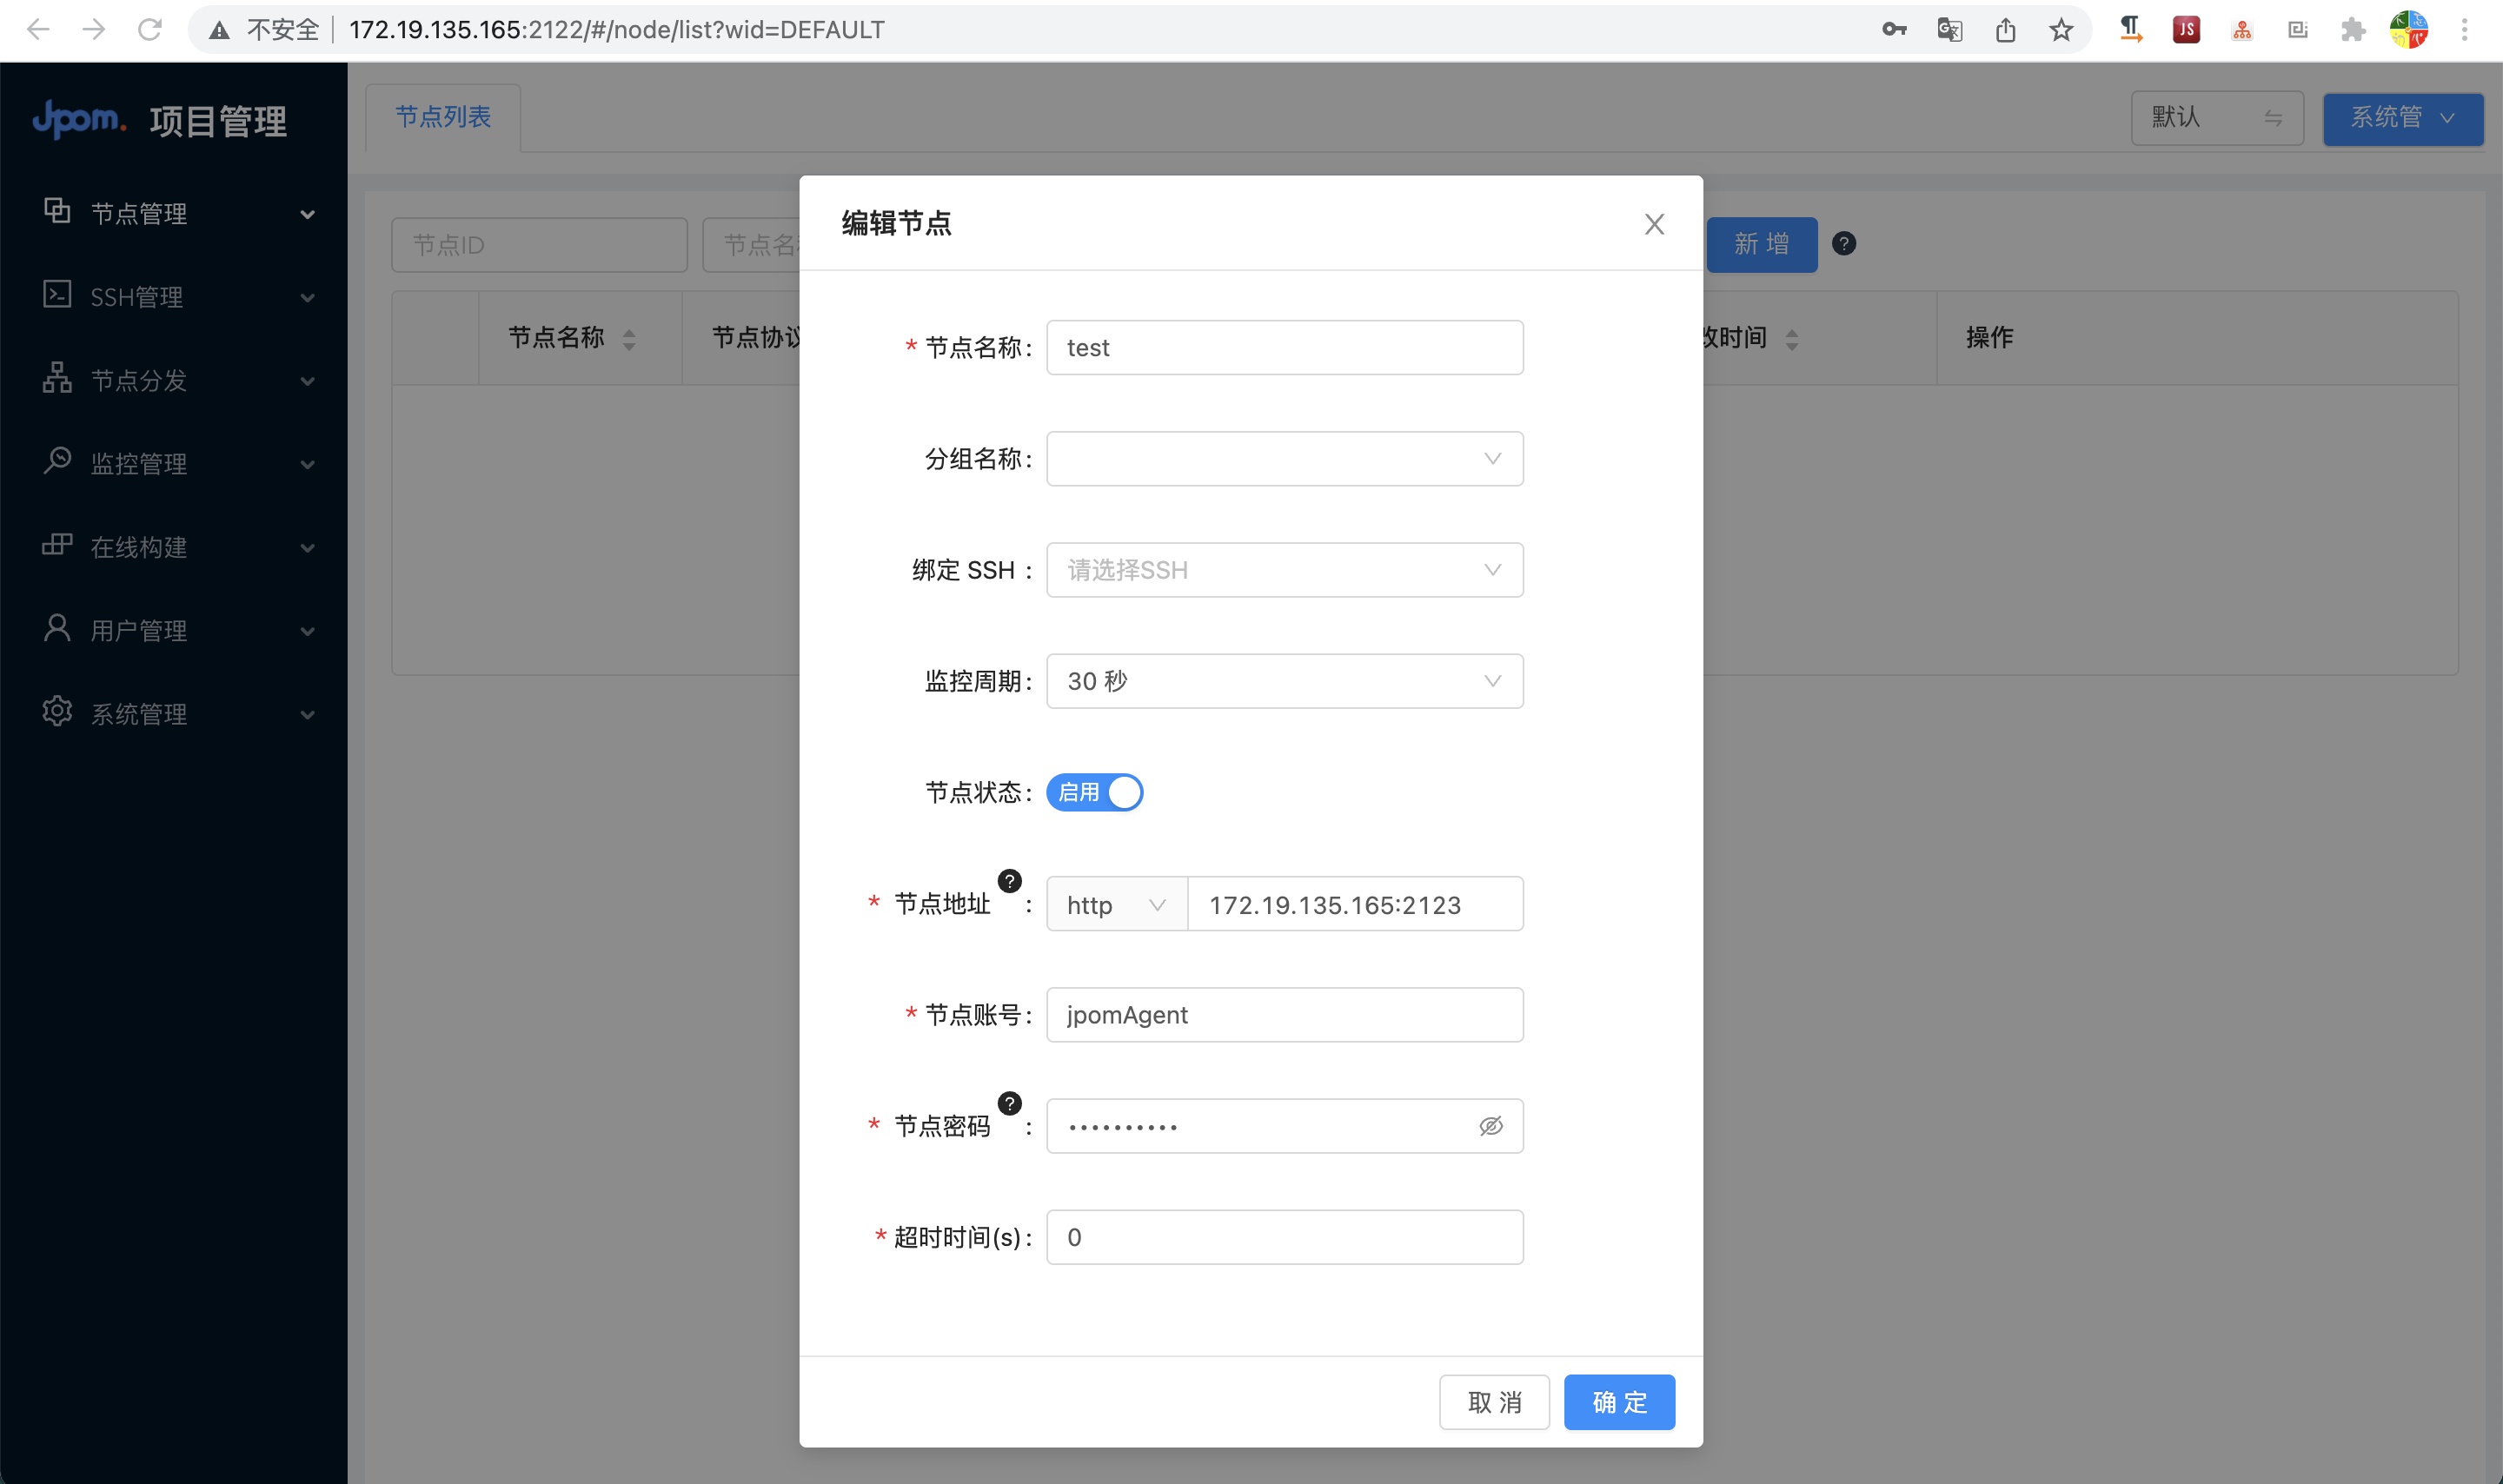 不安全 172.19.135.165:2122/#/node/list?wid=DEFAULT
JS
Jpom. 项目管理
节点管理
SSH管理
节点分发
监控管理
在线构建
用户管理
系统管理
节点列表
默认
系统管
节点ID
节点名
新 增
?
节点名称
节点协议
改时间
操作
编辑节点
* 节点名称: test
分组名称:
绑定 SSH : 请选择SSH
监控周期: 30 秒
节点状态: 启用
* 节点地址 ? : http 172.19.135.165:2123
* 节点账号: jpomAgent
* 节点密码 ? : ••••••••••
* 超时时间(s): 0
取 消
确 定